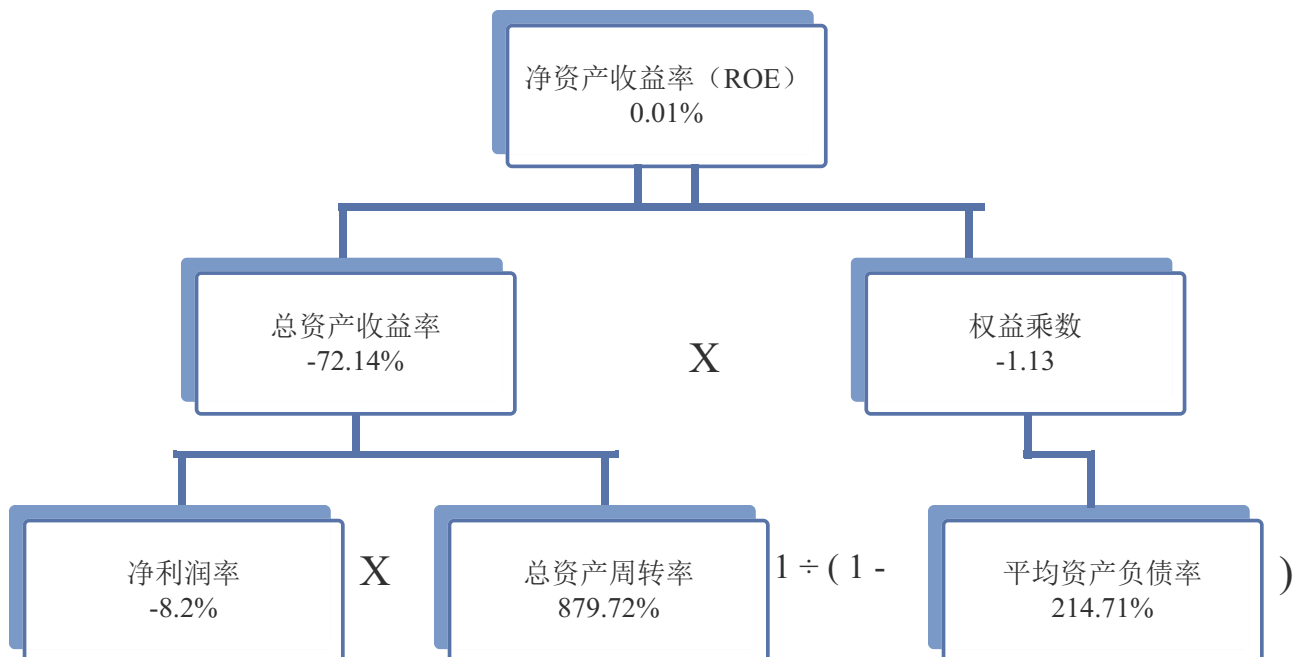 净资产收益率（ROE）
0.01%
总资产收益率
-72.14%
X
权益乘数
-1.13
净利润率
-8.2%
X
总资产周转率
879.72%
1 ÷ ( 1 -
平均资产负债率
214.71%
)